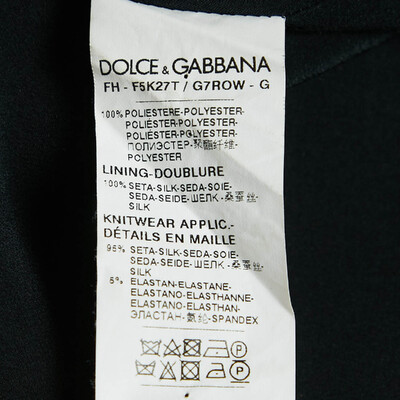 DOLCE & GABBANA
FH - F5K27T / G7ROW - G
100% POLIESTERE-POLYESTER-
POLIÉSTER-POLYESTER-
POLIÉSTER-POLYESTER-
ПОЛИЭСТЕР-聚酯纤维-
POLYESTER
LINING-DOUBLURE
100% SETA-SILK-SEDA-SOIE-
SEDA-SEIDE-ШЕЛК-桑蚕丝-
SILK
KNITWEAR APPLIC.-
DÉTAILS EN MAILLE
95% SETA-SILK-SEDA-SOIE-
SEDA-SEIDE-ШЕЛК-桑蚕丝-
SILK
5% ELASTAN-ELASTANE-
ELASTANO-ELASTHANNE-
ELASTANO-ELASTHAN-
ЭЛАСТАН-氨纶-SPANDEX
P
P